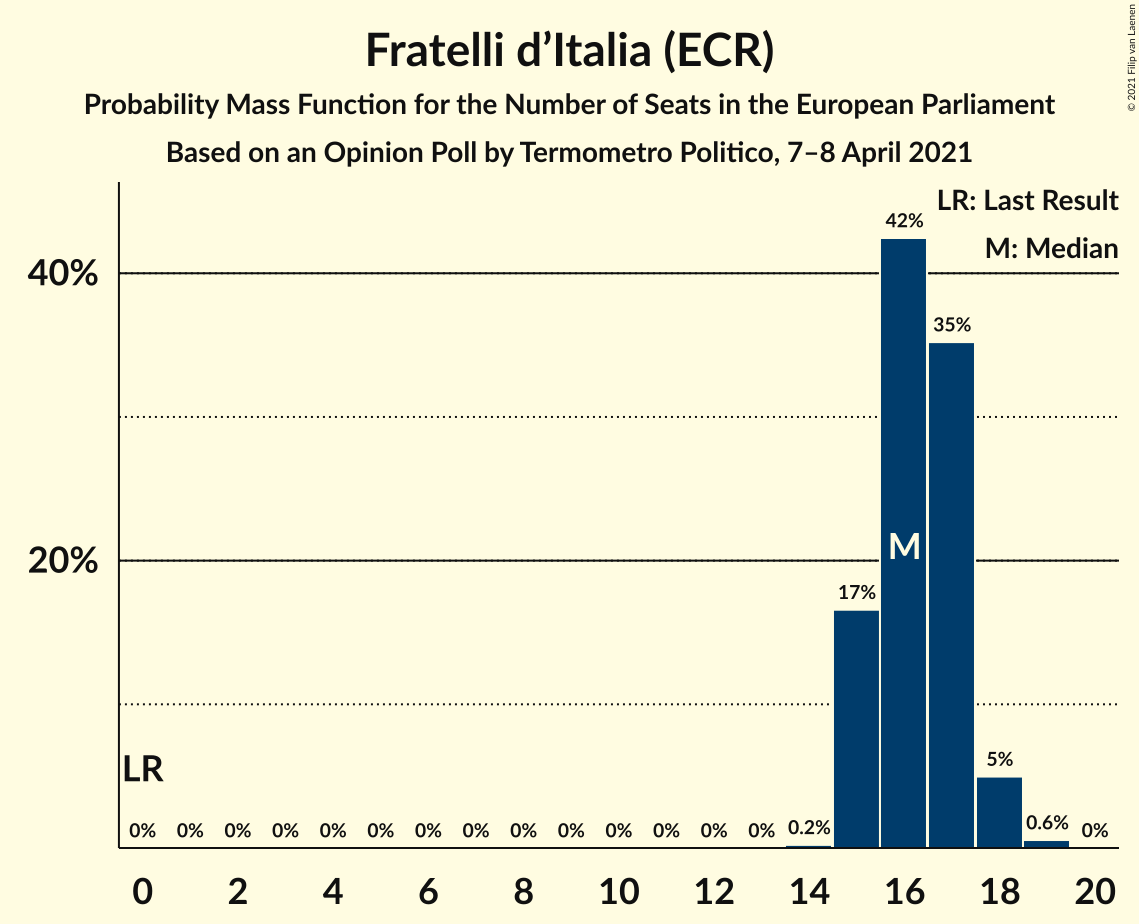 Fratelli d’Italia (ECR)
Probability Mass Function for the Number of Seats in the European Parliament
Based on an Opinion Poll by Termometro Politico, 7–8 April 2021
© 2021 Filip van Laenen
LR: Last Result
M: Median
42%
40%
35%
M
20%
17%
LR
5%
0% 0% 0% 0% 0% 0% 0% 0% 0% 0% 0% 0% 0% 0% 0.2% 0.6% 0%
0 2 4 6 8 10 12 14 16 18 20